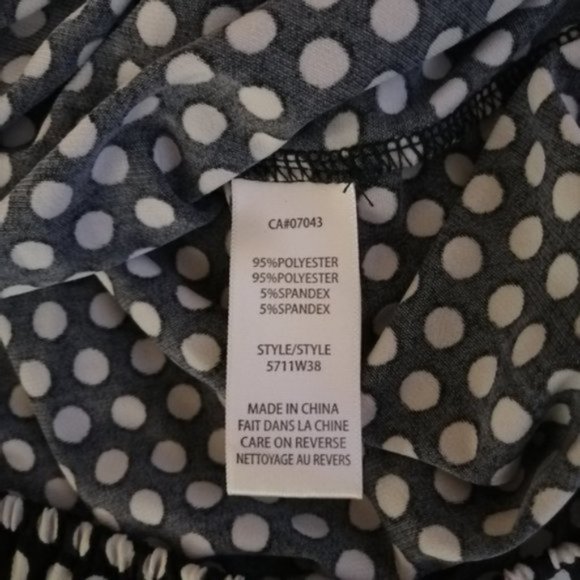 CA#07043
95%POLYESTER
95%POLYESTER
5%SPANDEX
5%SPANDEX
STYLE/STYLE
5711W38
MADE IN CHINA
FAIT DANS LA CHINE
CARE ON REVERSE
NETTOYAGE AU REVERS